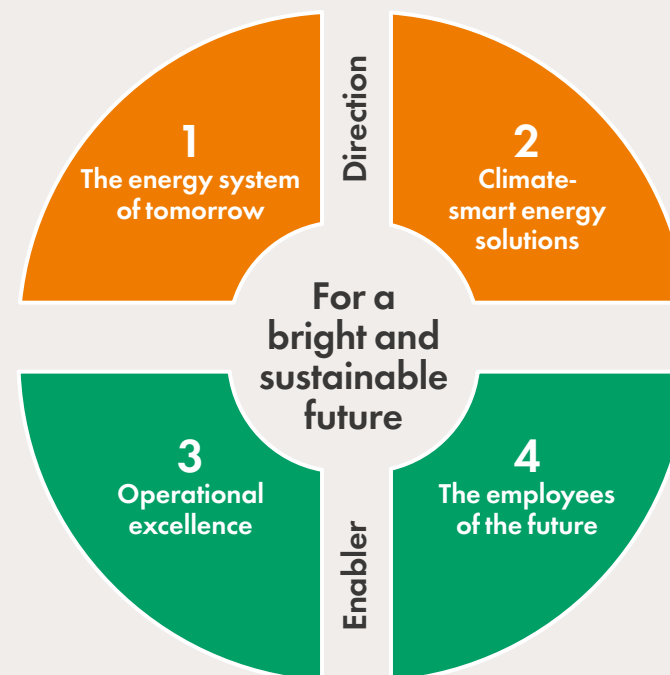 Direction
1
The energy system
of tomorrow
2
Climate-
smart energy
solutions
For a
bright and
sustainable
future
3
Operational
excellence
4
The employees
of the future
Enabler